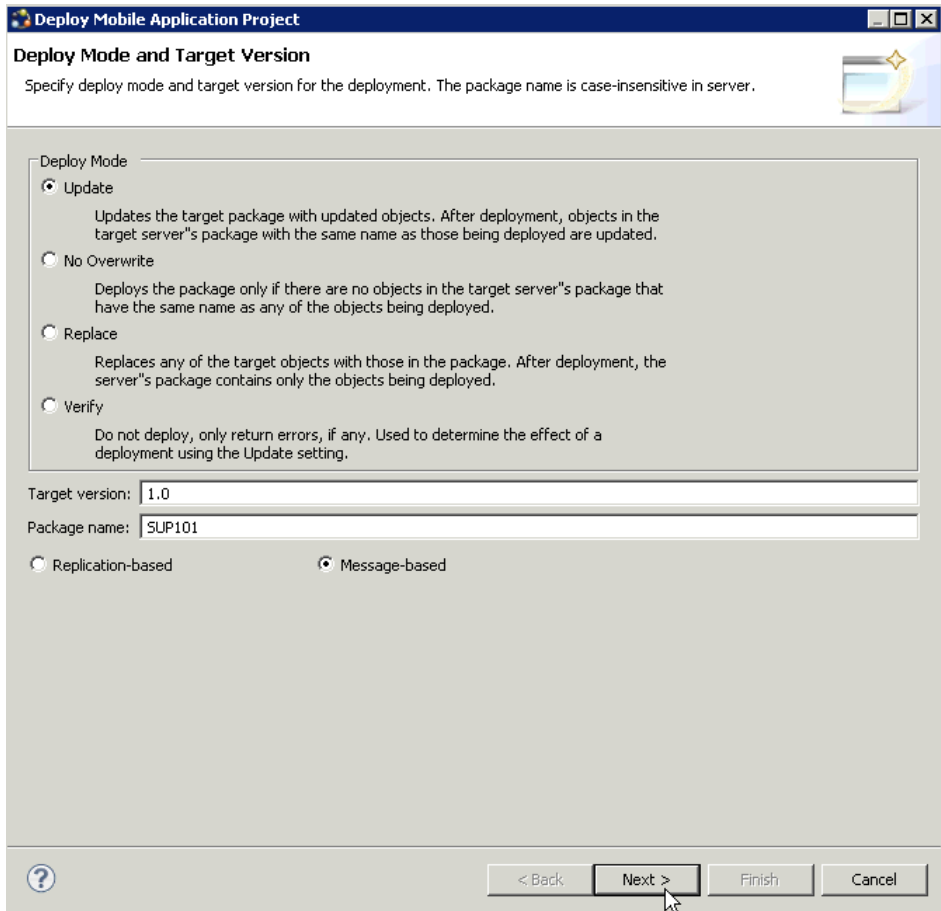 Deploy Mobile Application Project
Deploy Mode and Target Version
Specify deploy mode and target version for the deployment. The package name is case-insensitive in server.
Deploy Mode
Update
Updates the target package with updated objects. After deployment, objects in the
target server"s package with the same name as those being deployed are updated.
No Overwrite
Deploys the package only if there are no objects in the target server"s package that
have the same name as any of the objects being deployed.
Replace
Replaces any of the target objects with those in the package. After deployment, the
server"s package contains only the objects being deployed.
Verify
Do not deploy, only return errors, if any. Used to determine the effect of a
deployment using the Update setting.
Target version: 1.0
Package name: SUP101
Replication-based Message-based
? < Back Next > Finish Cancel